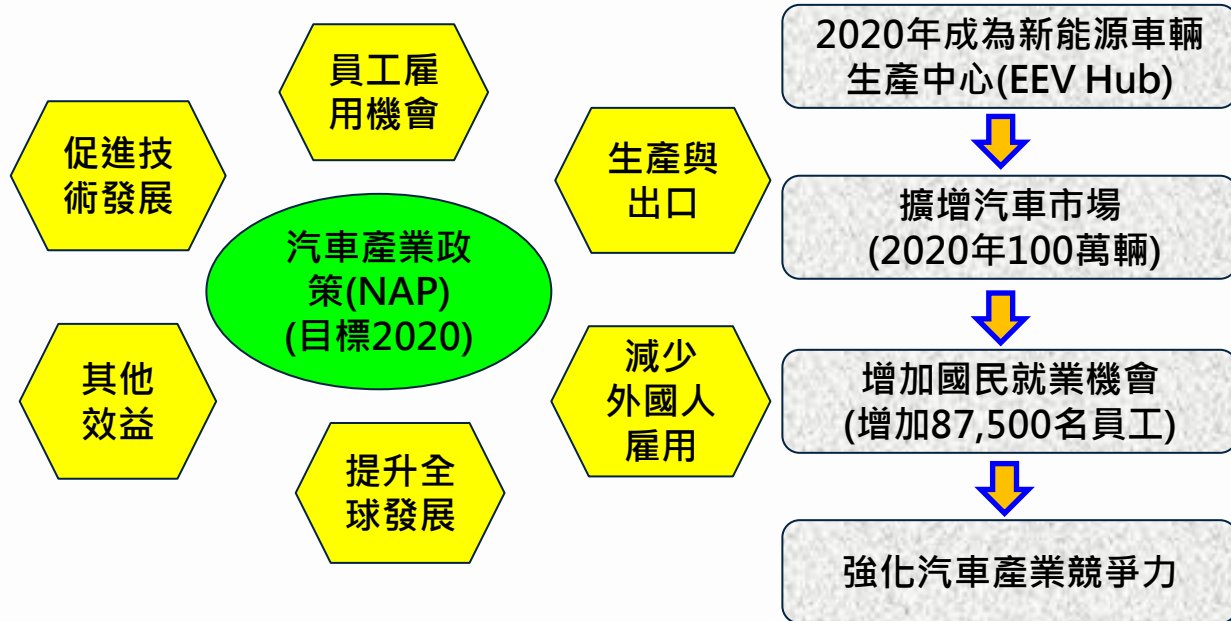 員工雇
用機會
促進技
術發展
生產與
出口
汽車產業政
策(NAP)
(目標2020)
其他
效益
減少
外國人
雇用
提升全
球發展
2020年成為新能源車輛
生產中心(EEV Hub)
擴增汽車市場
(2020年100萬輛)
增加國民就業機會
(增加87,500名員工)
強化汽車產業競爭力